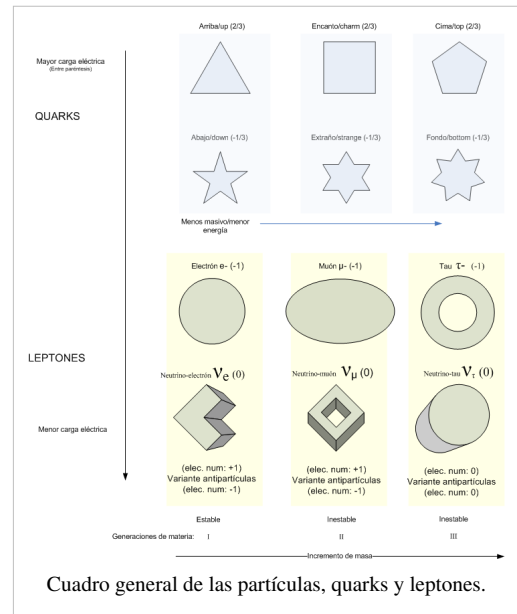 Arriba/up (2/3)
Encanto/charm (2/3)
Cima/top (2/3)
Mayor carga eléctrica
(Entre paréntesis)
QUARKS
Abajo/down (-1/3)
Extraño/strange (-1/3)
Fondo/bottom (-1/3)
Menos masivo/menor
energía
Electrón e- (-1)
Muón μ- (-1)
Tau τ- (-1)
LEPTONES
Neutrino-electrón νe (0)
Neutrino-muón νμ (0)
Neutrino-tau ντ (0)
Menor carga eléctrica
(elec. num: +1)
Variante antipartículas
(elec. num: -1)
(elec. num: +1)
Variante antipartículas
(elec. num: -1)
(elec. num: 0)
Variante antipartículas
(elec. num: 0)
Estable
Inestable
Inestable
Generaciones de materia:
I
II
III
Incremento de masa
Cuadro general de las partículas, quarks y leptones.